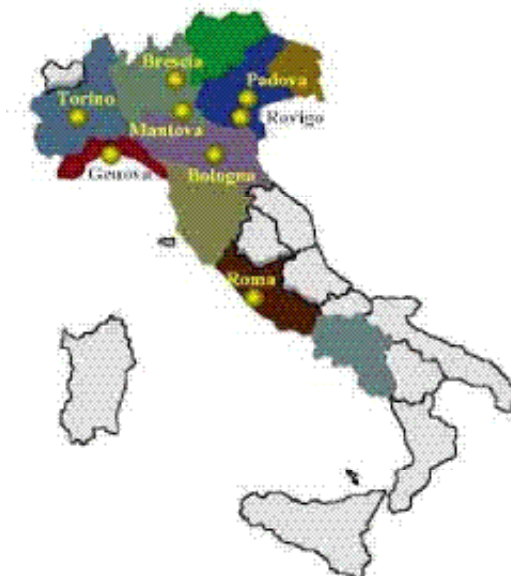 Brescia
Padova
Torino
Rovigo
Mantova
Genova
Bologna
Roma